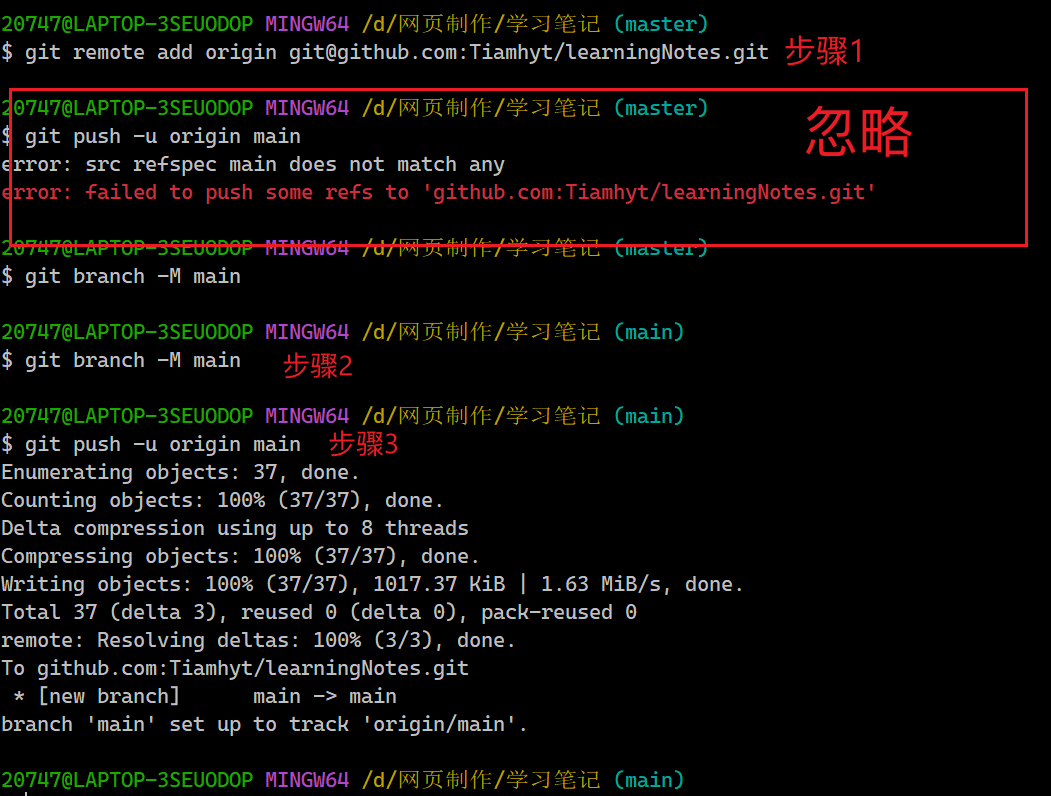 20747@LAPTOP-3SEUODOP MINGW64 /d/网页制作/学习笔记 (master)
$ git remote add origin git@github.com:Tiamhyt/learningNotes.git 步骤1
20747@LAPTOP-3SEUODOP MINGW64 /d/网页制作/学习笔记 (master)
忽略
$ git push -u origin main
error: src refspec main does not match any
error: failed to push some refs to 'github.com:Tiamhyt/learningNotes.git'
20747@LAPTOP-3SEUODOP MINGW64 /d/网页制作/学习笔记 (master)
$ git branch -M main
20747@LAPTOP-3SEUODOP MINGW64 /d/网页制作/学习笔记 (main)
$ git branch -M main 步骤2
20747@LAPTOP-3SEUODOP MINGW64 /d/网页制作/学习笔记 (main)
$ git push -u origin main 步骤3
Enumerating objects: 37, done.
Counting objects: 100% (37/37), done.
Delta compression using up to 8 threads
Compressing objects: 100% (37/37), done.
Writing objects: 100% (37/37), 1017.37 KiB | 1.63 MiB/s, done.
Total 37 (delta 3), reused 0 (delta 0), pack-reused 0
remote: Resolving deltas: 100% (3/3), done.
To github.com:Tiamhyt/learningNotes.git
 * [new branch]      main -> main
branch 'main' set up to track 'origin/main'.
20747@LAPTOP-3SEUODOP MINGW64 /d/网页制作/学习笔记 (main)